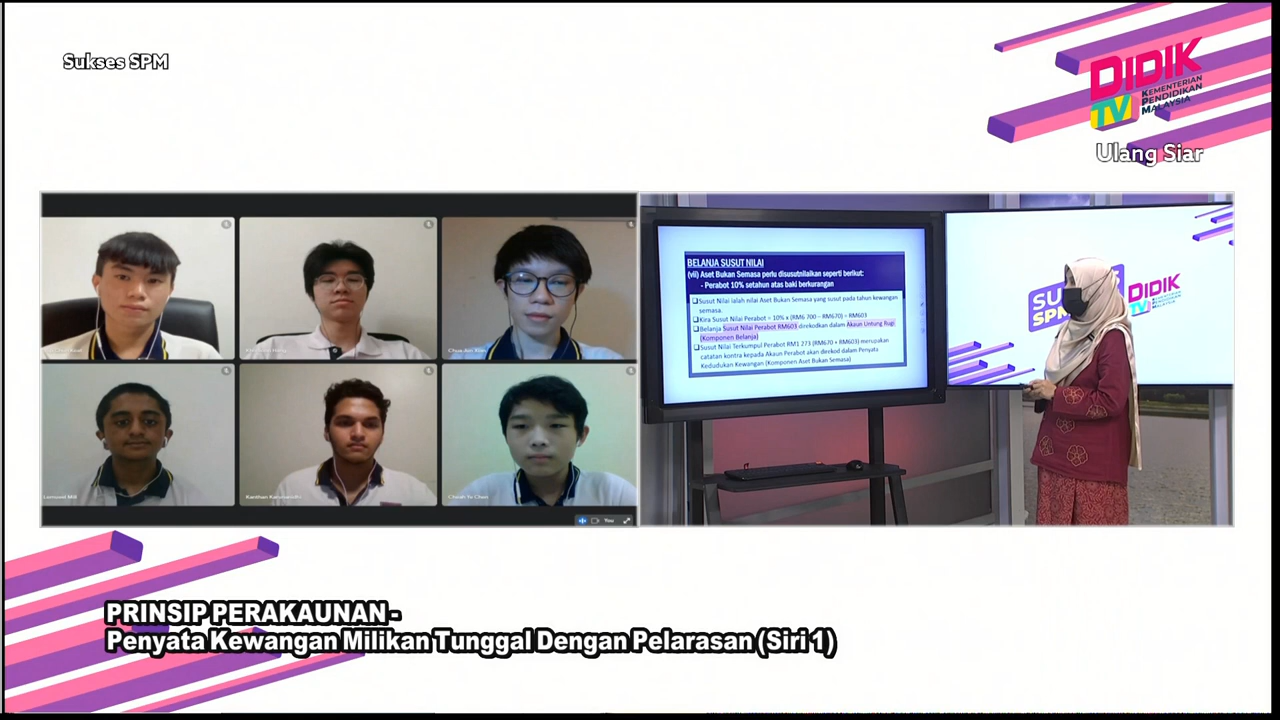 Sukses SPM
DIDIK
TV
KEMENTERIAN
PENDIDIKAN
MALAYSIA
Ulang Siar
BELANJA SUSUT NILAI
(vii) Aset Bukan Semasa perlu disusutnilaikan seperti berikut:
- Perabot 10% setahun atas baki berkurangan
Susut Nilai ialah nilai Aset Bukan Semasa yang susut pada tahun kewangan
semasa.
Kira Susut Nilai Perabot = 10% x (RM6 700 - RM670) = RM603
Belanja Susut Nilai Perabot RM603 direkodkan dalam Akaun Untung Rugi
(Komponen Belanja)
Susut Nilai Terkumpul Perabot RM1 273 (RM670 + RM603) merupakan
catatan kontra kepada Akaun Perabot akan direkod dalam Penyata
Kedudukan Kewangan (Komponen Aset Bukan Semasa)
SU
SPM
DIDIK
TV
You
PRINSIP PERAKAUNAN -
Penyata Kewangan Milikan Tunggal Dengan Pelarasan (Siri 1)